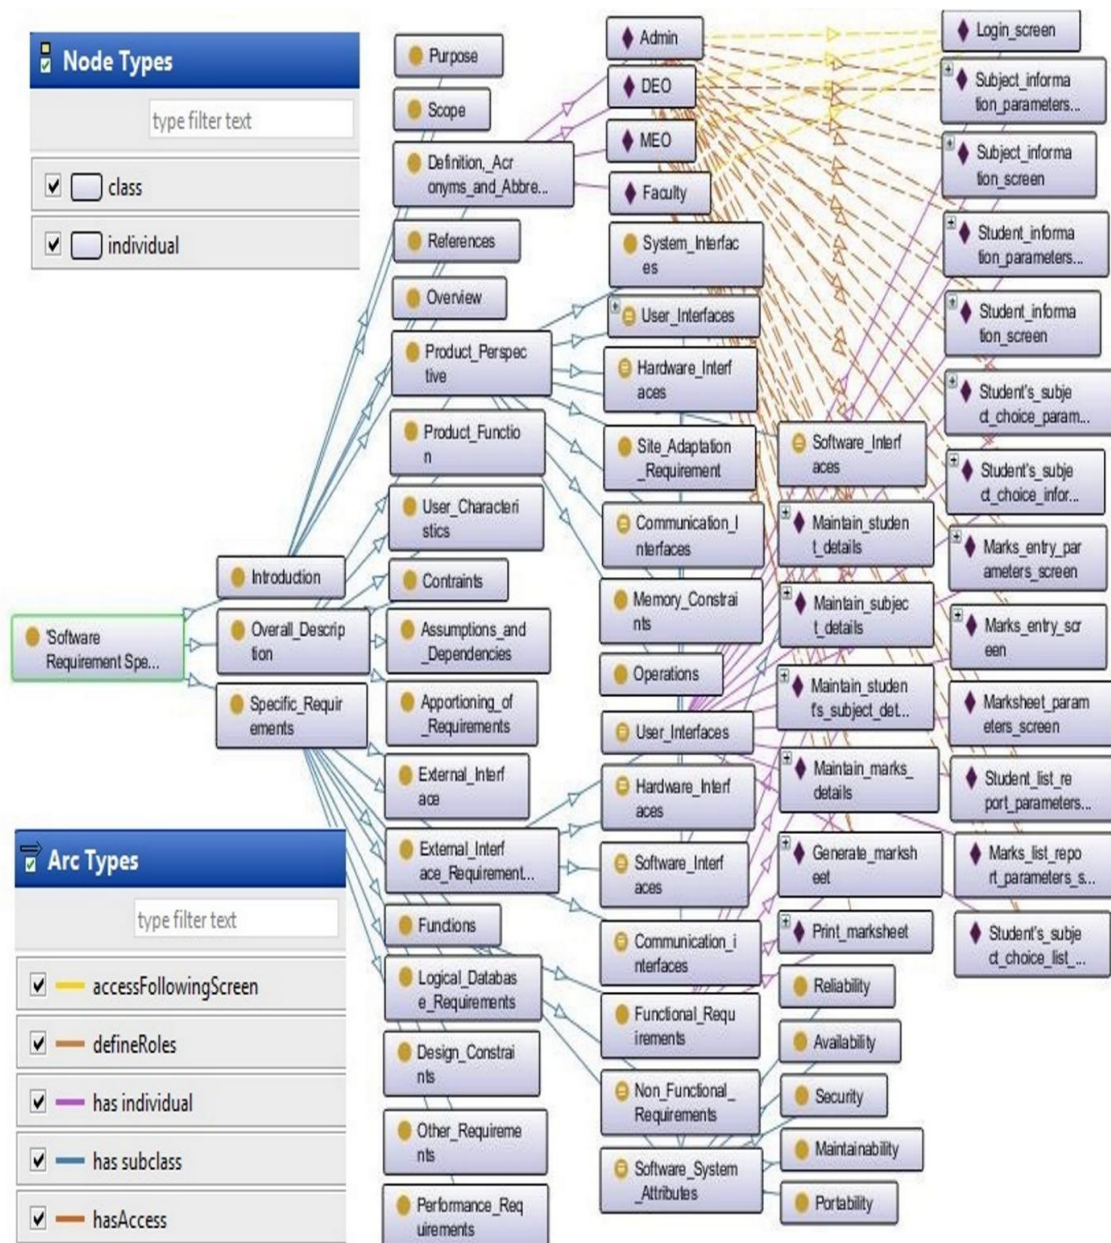 Node Types
type filter text
class
individual
Purpose
Scope
Definition,_Acr
onyms_and_Abbre...
References
Overview
Product_Perspe
ctive
Product_Functio
n
User_Characteri
stics
Contraints
Assumptions_and
_Dependencies
Apportioning_of
_Requirements
External_Interf
ace
External_Interf
ace_Requirement...
Functions
Logical_Databas
e_Requirements
Design_Constrai
nts
Other_Requireme
nts
Performance_Req
uirements
Introduction
Overall_Descrip
tion
Specific_Requir
ements
'Software
Requirement Spe...
Arc Types
type filter text
accessFollowingScreen
defineRoles
has individual
has subclass
hasAccess
Admin
DEO
MEO
Faculty
System_Interfac
es
User_Interfaces
Hardware_Interf
aces
Site_Adaptation
_Requirement
Communication_I
nterfaces
Memory_Constrai
nts
Operations
User_Interfaces
Hardware_Interf
aces
Software_Interf
aces
Communication_i
nterfaces
Functional_Requ
irements
Non_Functional_
Requirements
Software_System
_Attributes
Software_Interf
aces
Maintain_studen
t_details
Maintain_subjec
t_details
Maintain_studen
t's_subject_det...
Maintain_marks_
details
Generate_marksh
eet
Print_marksheet
Reliability
Availability
Security
Maintainability
Portability
Login_screen
Subject_informa
tion_parameters...
Subject_informa
tion_screen
Student_informa
tion_parameters...
Student_informa
tion_screen
Student's_subje
ct_choice_param...
Student's_subje
ct_choice_infor...
Marks_entry_par
ameters_screen
Marks_entry_scr
een
Marksheet_param
eters_screen
Student_list_re
port_parameters...
Marks_list_repo
rt_parameters_s...
Student's_subje
ct_choice_list_...